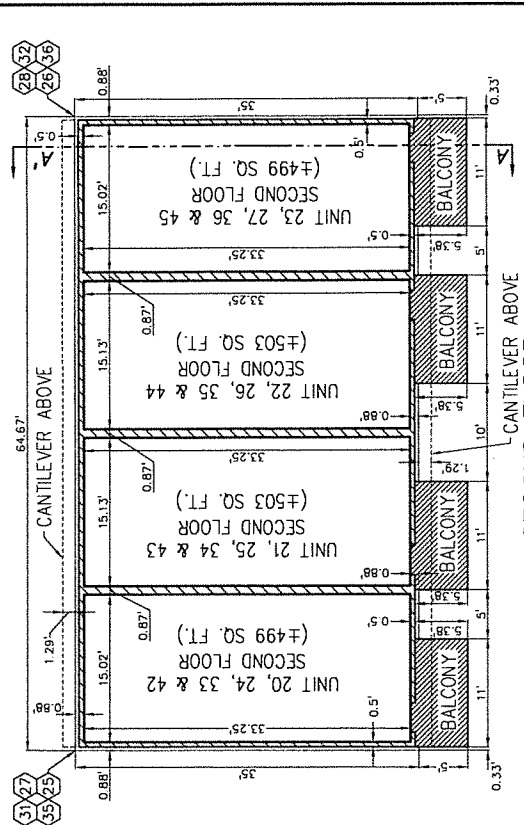 28 32
26 36
64.67'
CANTILEVER ABOVE
31 27
35 25
1.29'
0.88'
0.5'
A'
0.88'
35'
0.88'
35'
15.02'
15.13'
15.13'
15.02'
33.25'
33.25'
33.25'
33.25'
0.87'
0.87'
0.87'
UNIT 20, 24, 33 & 42
SECOND FLOOR
(±499 SQ. FT.)
UNIT 21, 25, 34 & 43
SECOND FLOOR
(±503 SQ. FT.)
UNIT 22, 26, 35 & 44
SECOND FLOOR
(±503 SQ. FT.)
UNIT 23, 27, 36 & 45
SECOND FLOOR
(±499 SQ. FT.)
0.5'
0.5'
0.88'
0.88'
0.5'
0.5'
BALCONY
BALCONY
BALCONY
BALCONY
5.38'
5.38'
5.38'
5.38'
5'
5'
A
11'
5'
11'
10'
11'
5'
11'
1.29'
0.33'
0.33'
CANTILEVER ABOVE